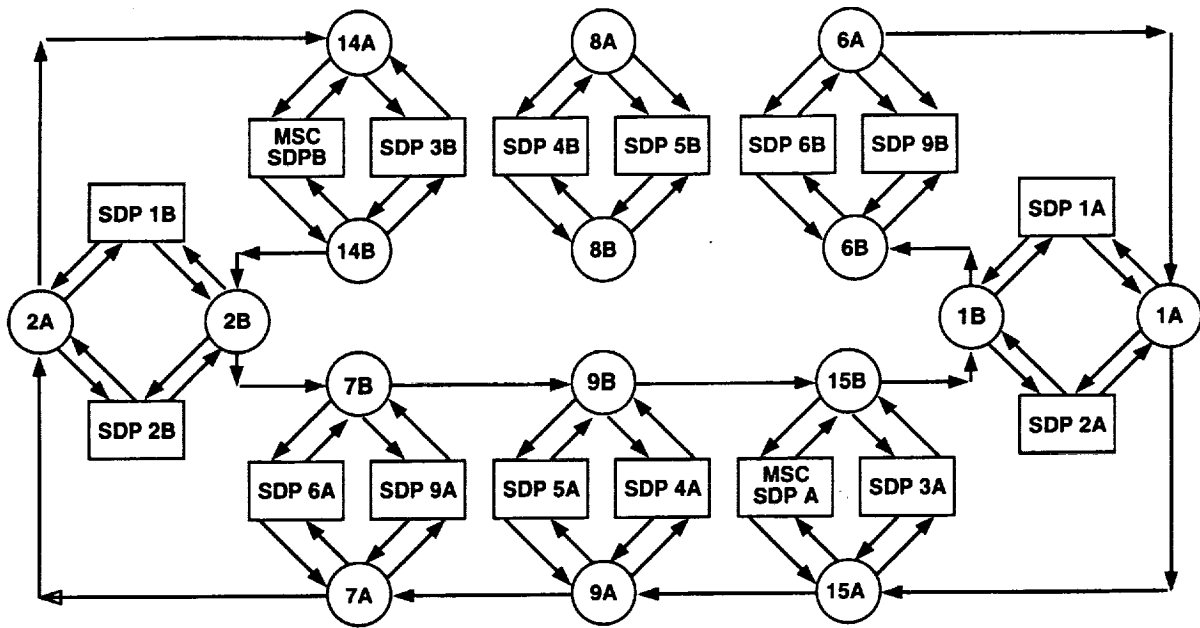 14A
8A
6A
MSC
SDPB
SDP 3B
SDP 4B
SDP 5B
SDP 6B
SDP 9B
SDP 1B
SDP 1A
14B
8B
6B
2A
2B
1B
1A
7B
9B
15B
SDP 2B
SDP 2A
SDP 6A
SDP 9A
SDP 5A
SDP 4A
MSC
SDP A
SDP 3A
7A
9A
15A